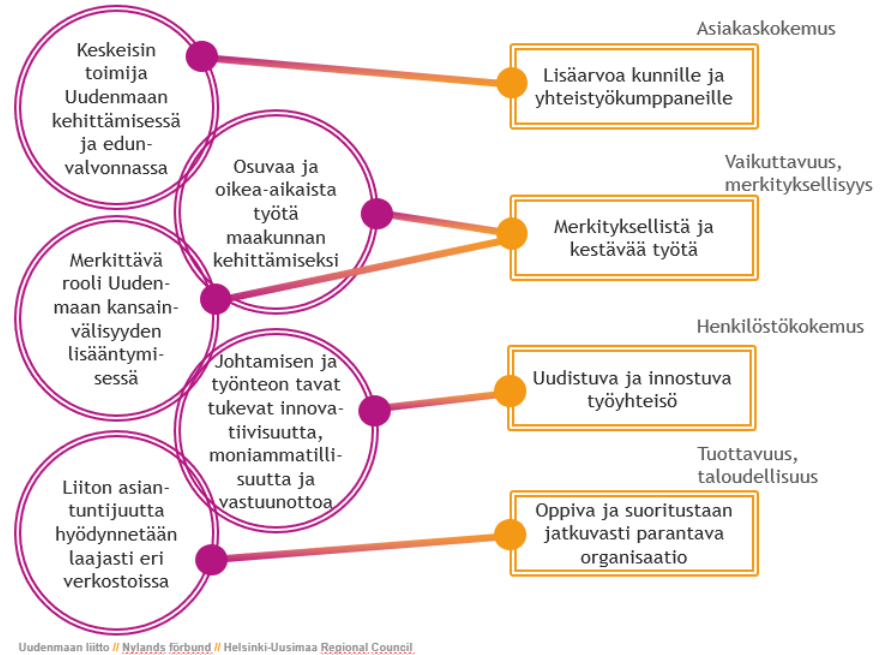 Keskeisin
toimija
Uudenmaan
kehittämisessä
ja edun-
valvonnassa
Osuvaa ja
oikea-aikaista
työtä
maakunnan
kehittämiseksi
Merkittävä
rooli Uuden-
maan kansain-
välisyyden
lisääntymi-
sessä
Johtamisen ja
työnteon tavat
tukevat innova-
tiivisuutta,
moniammatilli-
suutta ja
vastuunottoa
Liiton asian-
tuntijuutta
hyödynnetään
laajasti eri
verkostoissa
Asiakaskokemus
Lisäarvoa kunnille ja
yhteistyökumppaneille
Vaikuttavuus,
merkityksellisyys
Merkityksellistä ja
kestävää työtä
Henkilöstökokemus
Uudistuva ja innostuva
työyhteisö
Tuottavuus,
taloudellisuus
Oppiva ja suoritustaan
jatkuvasti parantava
organisaatio
Uudenmaan liitto // Nylands förbund // Helsinki-Uusimaa Regional Council